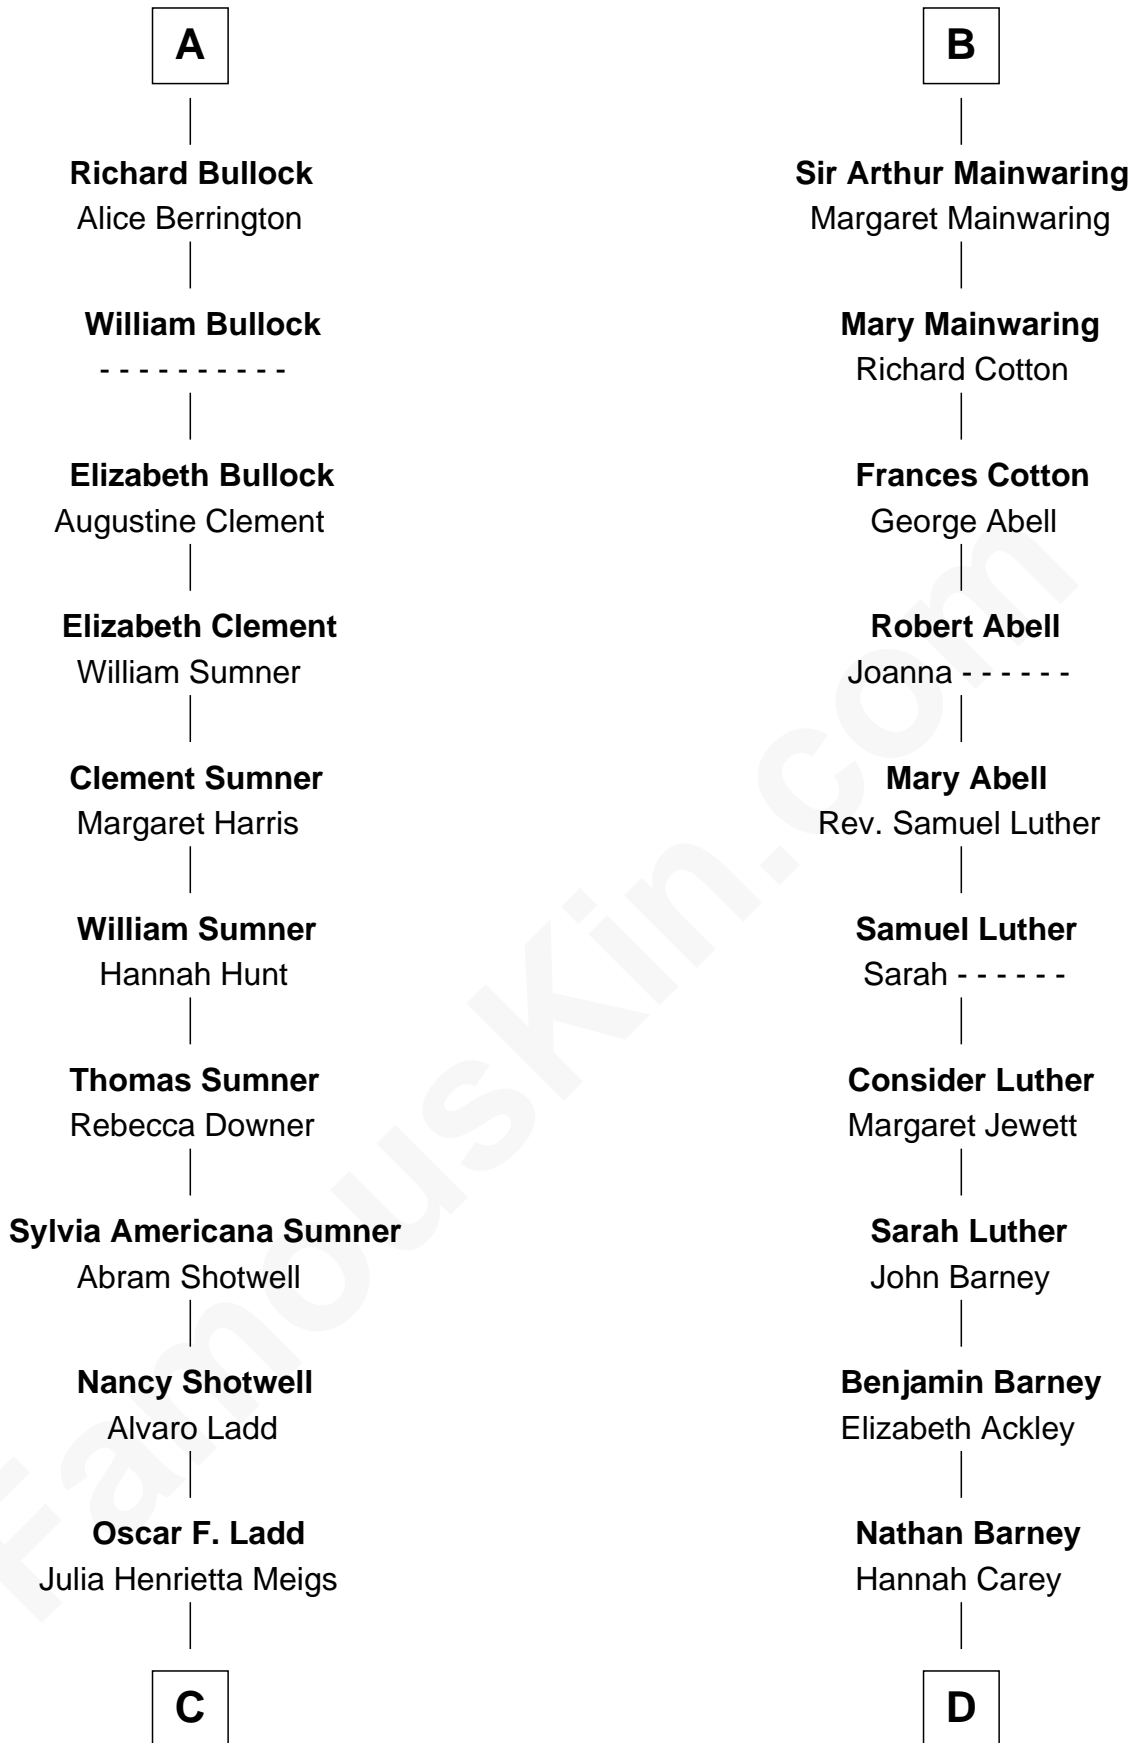 A
Richard Bullock
Alice Berrington
William Bullock
- - - - - - - - - -
Elizabeth Bullock
Augustine Clement
Elizabeth Clement
William Sumner
Clement Sumner
Margaret Harris
William Sumner
Hannah Hunt
Thomas Sumner
Rebecca Downer
Sylvia Americana Sumner
Abram Shotwell
Nancy Shotwell
Alvaro Ladd
Oscar F. Ladd
Julia Henrietta Meigs
C
B
Sir Arthur Mainwaring
Margaret Mainwaring
Mary Mainwaring
Richard Cotton
Frances Cotton
George Abell
Robert Abell
Joanna - - - - - -
Mary Abell
Rev. Samuel Luther
Samuel Luther
Sarah - - - - - -
Consider Luther
Margaret Jewett
Sarah Luther
John Barney
Benjamin Barney
Elizabeth Ackley
Nathan Barney
Hannah Carey
D
FamousKin.com